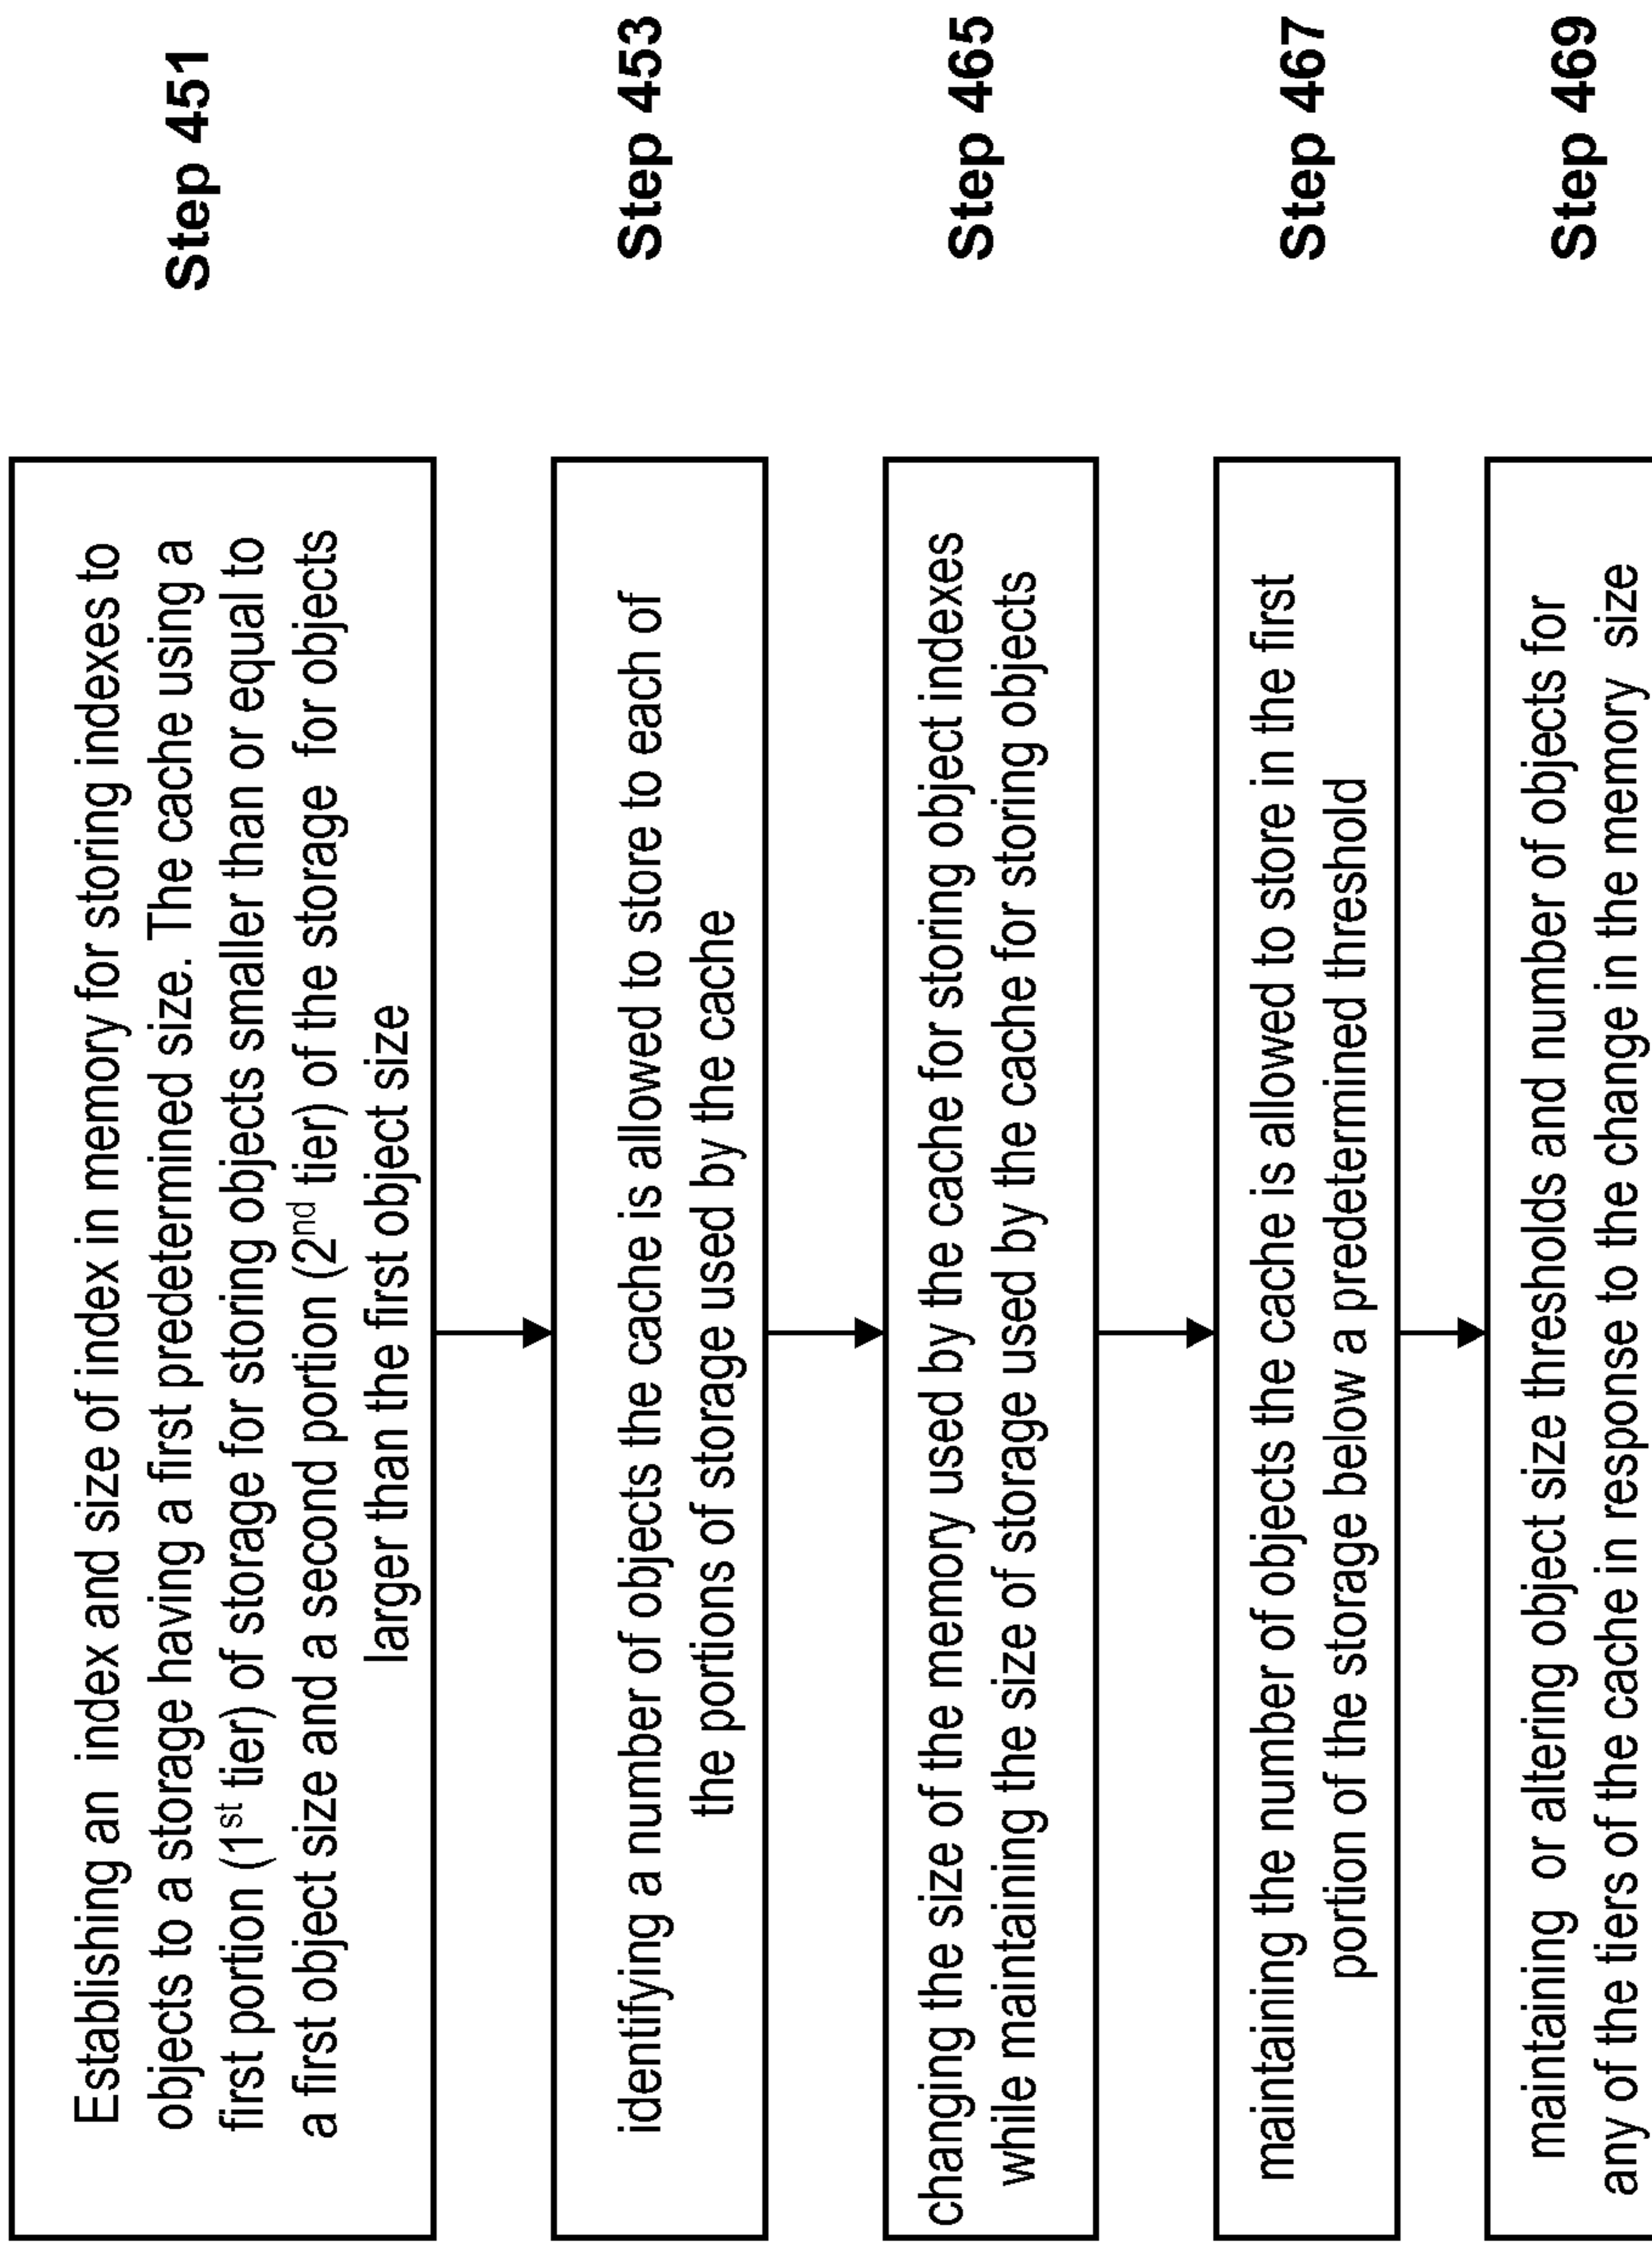 Establishing an index and size of index in memory for storing indexes to
objects to a storage having a first predetermined size. The cache using a
first portion (1st tier) of storage for storing objects smaller than or equal to
a first object size and a second portion (2nd tier) of the storage for objects
larger than the first object size
Step 451
identifying a number of objects the cache is allowed to store to each of
the portions of storage used by the cache
Step 453
changing the size of the memory used by the cache for storing object indexes
while maintaining the size of storage used by the cache for storing objects
Step 465
maintaining the number of objects the cache is allowed to store in the first
portion of the storage below a predetermined threshold
Step 467
maintaining or altering object size thresholds and number of objects for
any of the tiers of the cache in response to the change in the memory size
Step 469